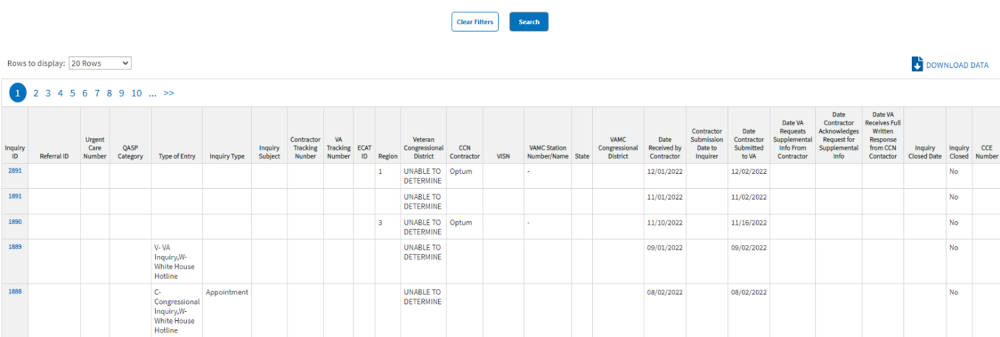 Clear Filters Search
Rows to display: 20 Rows
DOWNLOAD DATA
1 2 3 4 5 6 7 8 9 10 ... >>
Inquiry ID
Referral ID
Urgent Care Number
QASP Category
Type of Entry
Inquiry Type
Inquiry Subject
Contractor Tracking Nunber
VA Tracking Number
ECAT ID
Region
Veteran Congressional District
CCN Contractor
VISN
VAMC Station Number/Name
State
VAMC Congressional District
Date Received by Contractor
Contractor Submission Date to Inquirer
Date Contractor Submitted to VA
Date VA Requeats Supplemental Info From Contractor
Date Contractor Acknowledges Request for Supplemental Info
Date VA Receives Full Written Response from CCN Contactor
Inquiry Closed Date
Inquiry Closed
CCE Number
2891 1 UNABLE TO Optum - 12/01/2022 12/02/2022 No
DETERMINE
1891 UNABLE TO 11/01/2022 11/02/2022 No
DETERMINE
1890 3 UNABLE TO Optum - 11/10/2022 11/16/2022 No
DETERMINE
1889 V- VA UNABLE TO 09/01/2022 09/02/2022 No
Inquiry,W- DETERMINE
White House
Hotline
1888 C- Appointment UNABLE TO 08/02/2022 08/02/2022 No
Congressional DETERMINE
Inquiry,W-
White House
Hotline